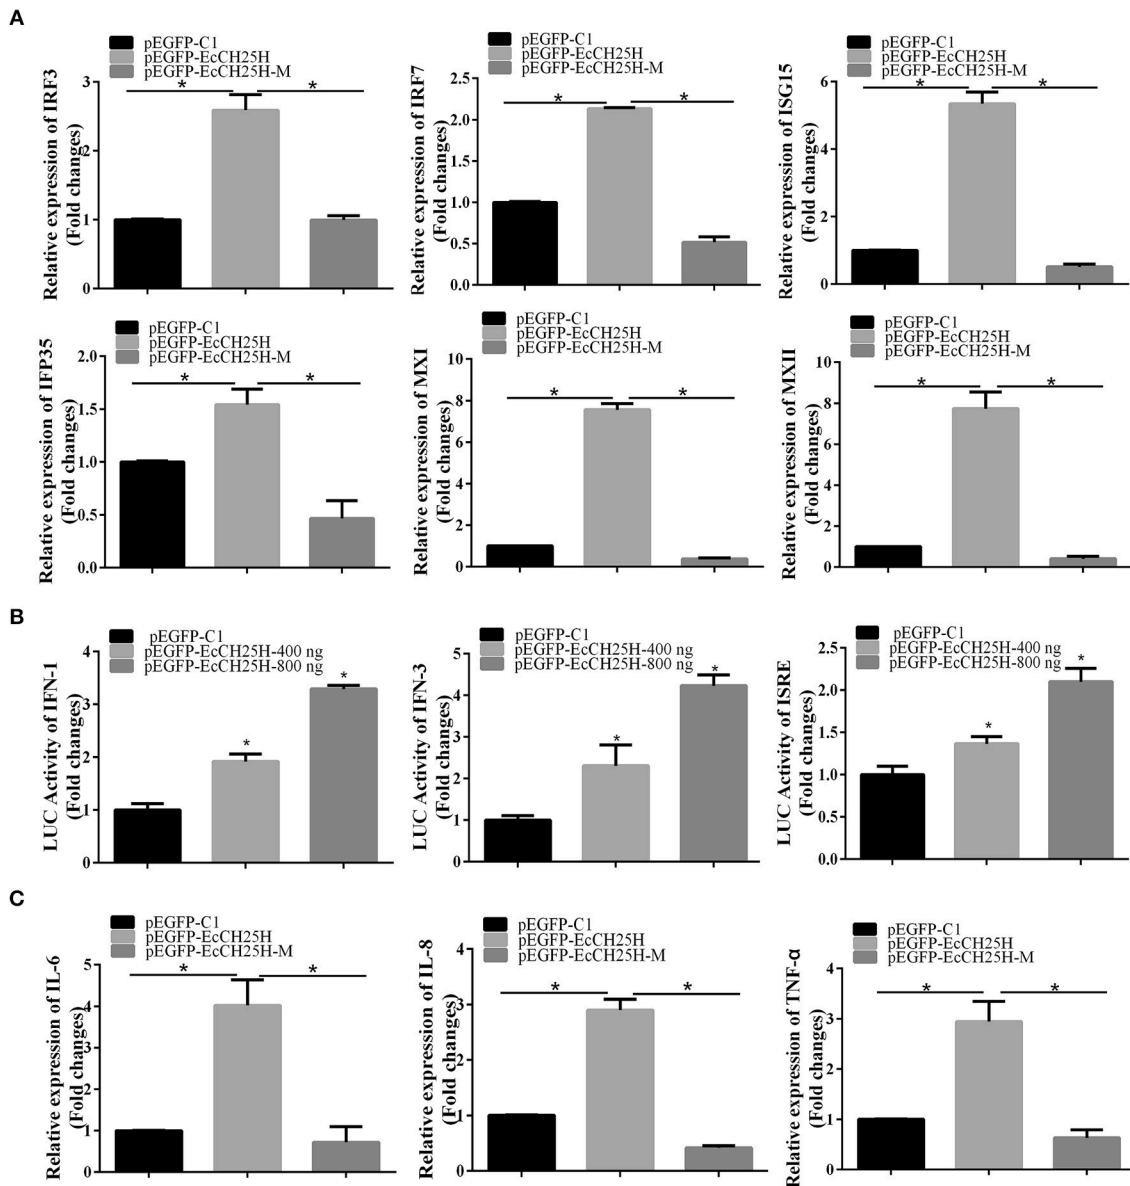 A
pEGFP-C1
pEGFP-EcCH25H
pEGFP-EcCH25H-M
Relative expression of IRF3
(Fold changes)
3
2
1
0
* *
pEGFP-C1
pEGFP-EcCH25H
pEGFP-EcCH25H-M
Relative expression of IRF7
(Fold changes)
2.5
2.0
1.5
1.0
0.5
0.0
* *
pEGFP-C1
pEGFP-EcCH25H
pEGFP-EcCH25H-M
Relative expression of ISG15
(Fold changes)
6
4
2
0
* *
pEGFP-C1
pEGFP-EcCH25H
pEGFP-EcCH25H-M
Relative expression of IFP35
(Fold changes)
2.0
1.5
1.0
0.5
0.0
* *
pEGFP-C1
pEGFP-EcCH25H
pEGFP-EcCH25H-M
Relative expression of MXI
(Fold changes)
10
8
6
4
2
0
* *
pEGFP-C1
pEGFP-EcCH25H
pEGFP-EcCH25H-M
Relative expression of MXII
(Fold changes)
10
8
6
4
2
0
* *
B
pEGFP-C1
pEGFP-EcCH25H-400 ng
pEGFP-EcCH25H-800 ng
LUC Activity of IFN-1
(Fold changes)
4
3
2
1
0
*
*
pEGFP-C1
pEGFP-EcCH25H-400 ng
pEGFP-EcCH25H-800 ng
LUC Activity of IFN-3
(Fold changes)
5
4
3
2
1
0
*
*
pEGFP-C1
pEGFP-EcCH25H-400 ng
pEGFP-EcCH25H-800 ng
LUC Activity of ISRE
(Fold changes)
2.5
2.0
1.5
1.0
0.5
0.0
*
*
C
pEGFP-C1
pEGFP-EcCH25H
pEGFP-EcCH25H-M
Relative expression of IL-6
(Fold changes)
5
4
3
2
1
0
* *
pEGFP-C1
pEGFP-EcCH25H
pEGFP-EcCH25H-M
Relative expression of IL-8
(Fold changes)
4
3
2
1
0
* *
pEGFP-C1
pEGFP-EcCH25H
pEGFP-EcCH25H-M
Relative expression of TNF-α
(Fold changes)
4
3
2
1
0
* *